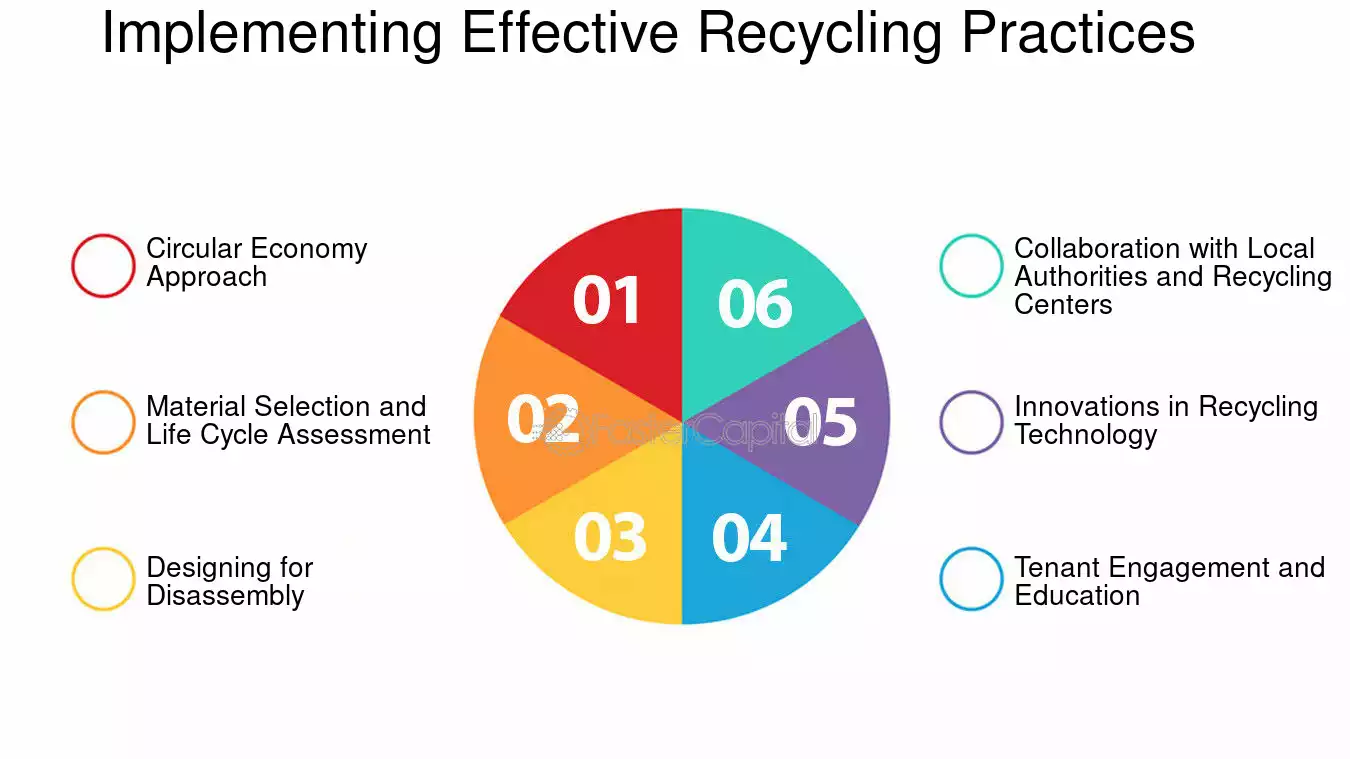 Implementing Effective Recycling Practices
Circular Economy
Approach
Material Selection and
Life Cycle Assessment
Designing for
Disassembly
01
06
02
05
03
04
FasterCapital
Collaboration with Local
Authorities and Recycling
Centers
Innovations in Recycling
Technology
Tenant Engagement and
Education